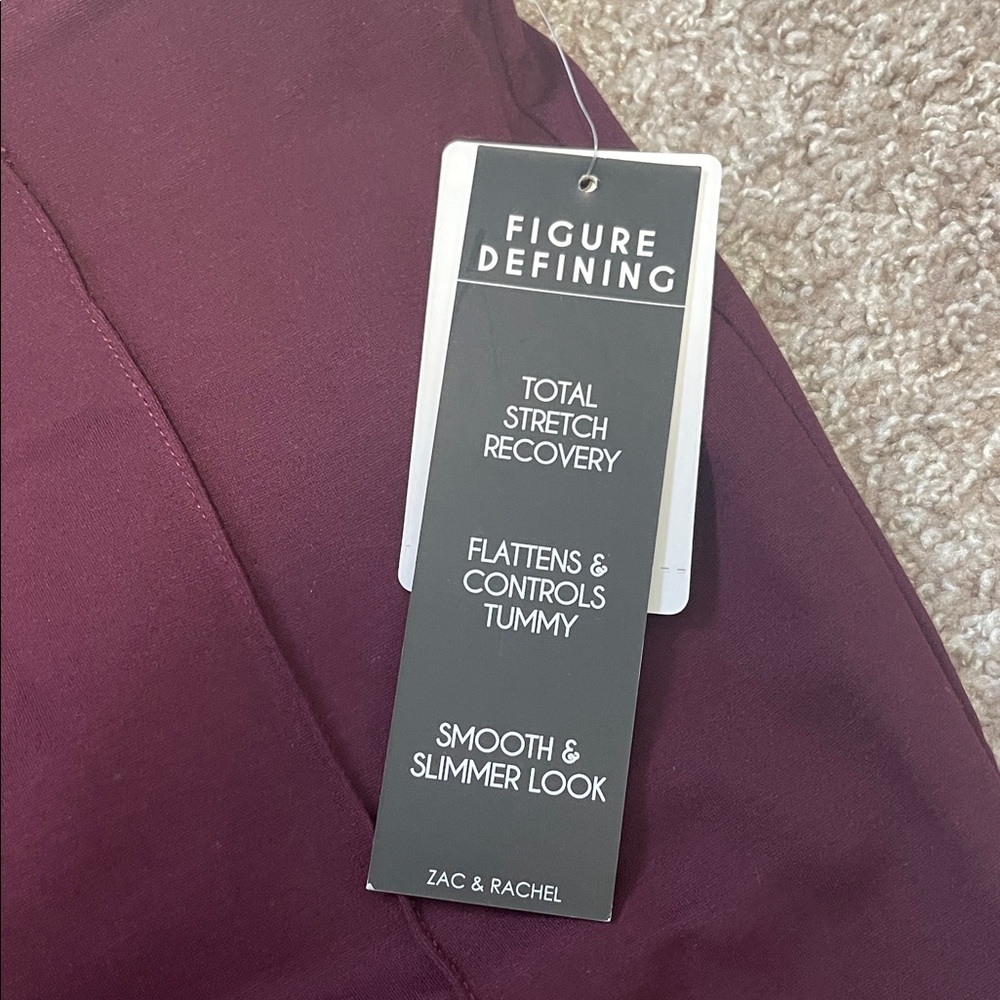 FIGURE
DEFINING
TOTAL
STRETCH
RECOVERY
FLATTENS &
CONTROLS
TUMMY
SMOOTH &
SLIMMER LOOK
ZAC & RACHEL